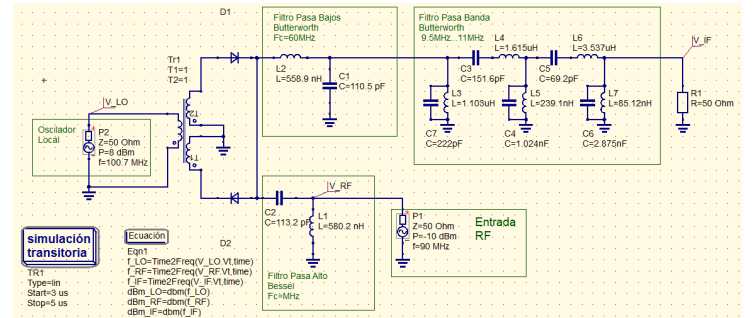 D1
Filtro Pasa Bajos
Butterworth
Fc=60MHz
Filtro Pasa Banda
Butterworth
9.5MHz...11MHz
V_IF
Tr1
T1=1
T2=1
L2
L=558.9 nH
C1
C=110.5 pF
C3
C=151.6pF
L4
L=1.615uH
C5
C=69.2pF
L6
L=3.537uH
L3
L=1.103uH
L5
L=239.1nH
L7
L=85.12nH
R1
R=50 Ohm
C7
C=222pF
C4
C=1.024nF
C6
C=2.875nF
V_LO
T2
T1
Oscilador
Local
P2
Z=50 Ohm
P=8 dBm
f=100.7 MHz
V_RF
C2
C=113.2 pF
L1
L=580.2 nH
P1
Z=50 Ohm
P=-10 dBm
f=90 MHz
Entrada
RF
D2
Filtro Pasa Alto
Bessel
Fc=MHz
simulación
transitoria
TR1
Type=lin
Start=3 us
Stop=5 us
Ecuación
Eqn1
f_LO=Time2Freq(V_LO.Vt,time)
f_RF=Time2Freq(V_RF.Vt,time)
f_IF=Time2Freq(V_IF.Vt,time)
dBm_LO=dbm(f_LO)
dBm_RF=dbm(f_RF)
dBm_IF=dbm(f_IF)